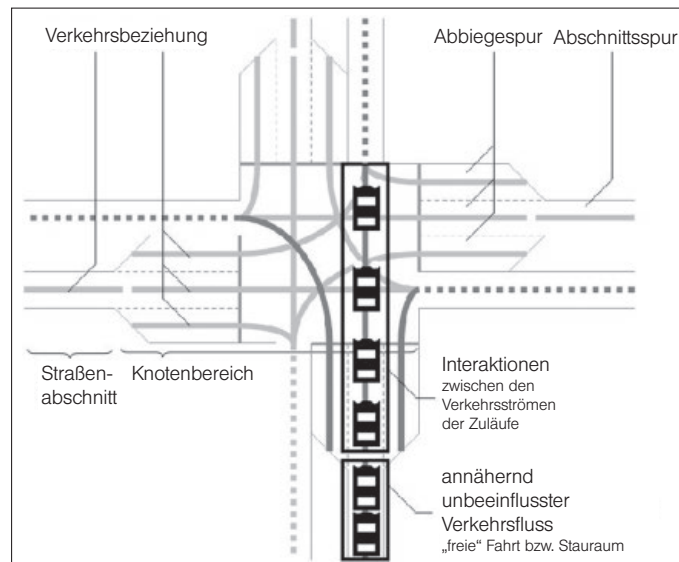 Verkehrsbeziehung
Abbiegespur
Abschnittsspur
Straßen-
abschnitt
Knotenbereich
Interaktionen
zwischen den
Verkehrsströmen
der Zuläufe
annähernd
unbeeinflusster
Verkehrsfluss
„freie“ Fahrt bzw. Stauraum